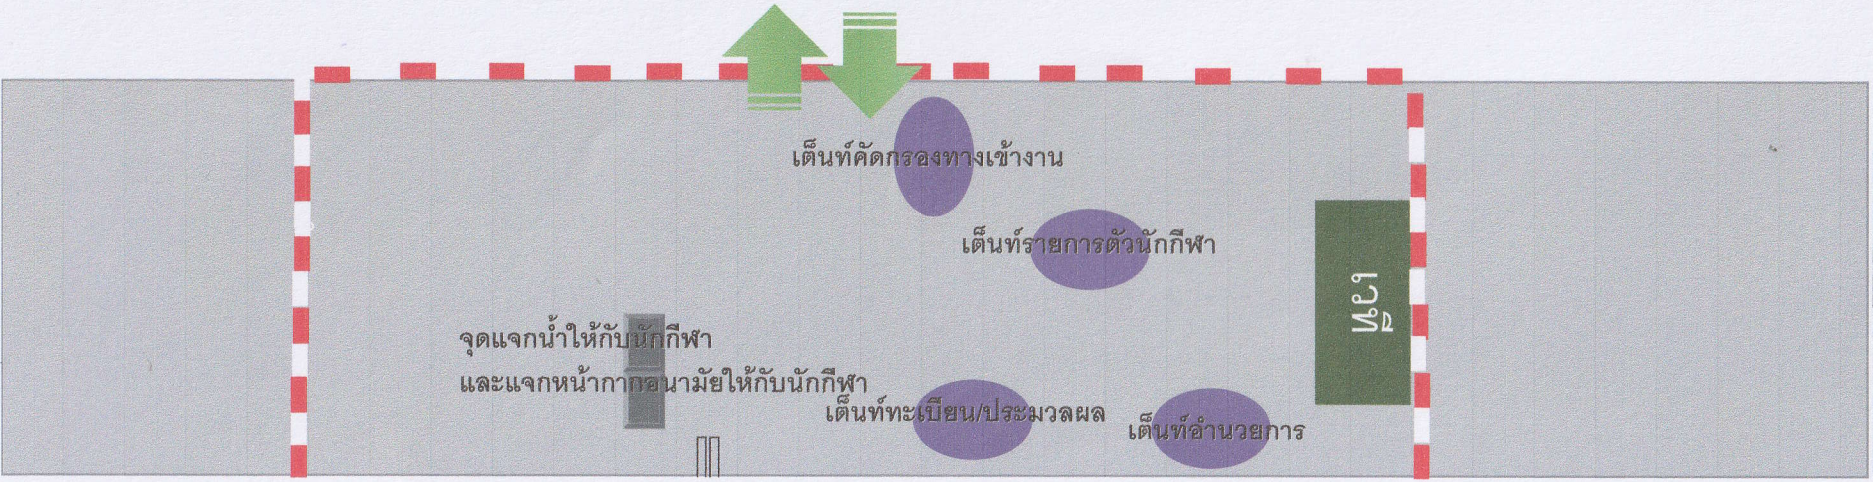 เต็นท์คัดกรองทางเข้างาน
เต็นท์รายการตัวนักกีฬา
เวที
จุดแจกน้ำให้กับนักกีฬา
และแจกหน้ากากอนามัยให้กับนักกีฬา
เต็นท์ทะเบียน/ประมวลผล
เต็นท์อำนวยการ